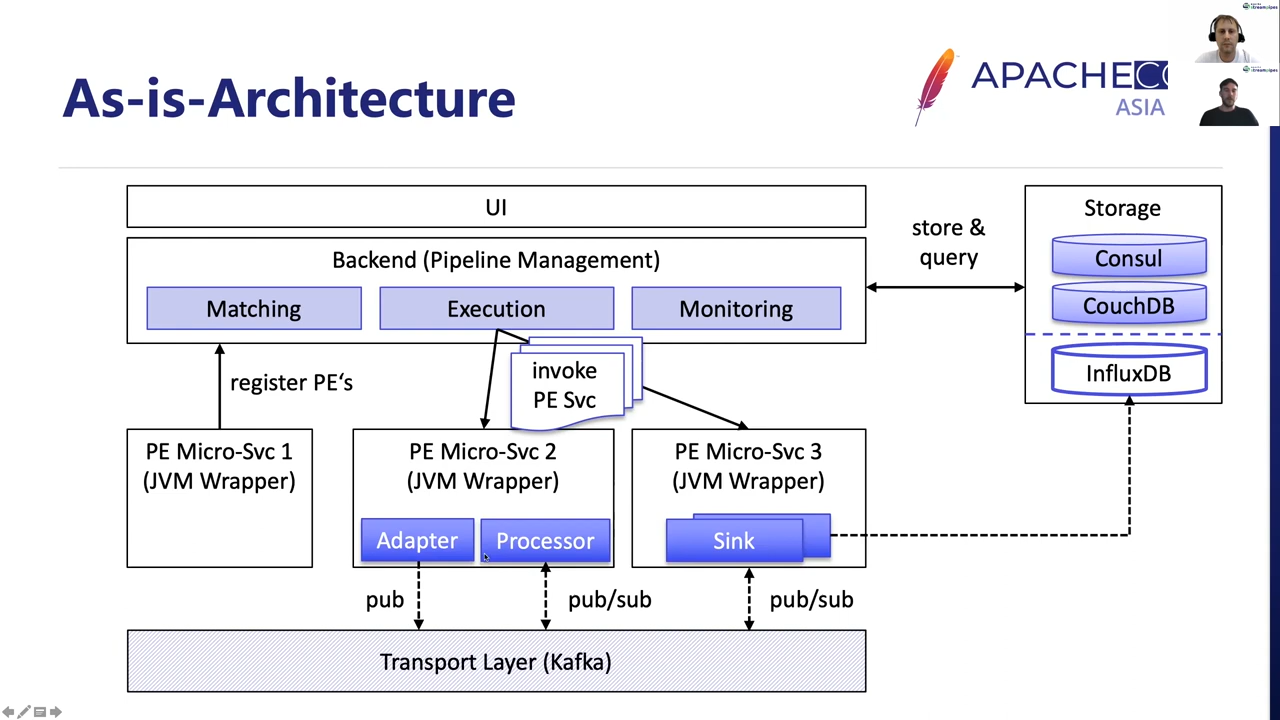 As-is-Architecture
APACHECO
ASIA
UI
Backend (Pipeline Management)
Matching
Execution
Monitoring
store &
query
Storage
Consul
CouchDB
InfluxDB
register PE‘s
invoke
PE Svc
PE Micro-Svc 1
(JVM Wrapper)
PE Micro-Svc 2
(JVM Wrapper)
Adapter
Processor
PE Micro-Svc 3
(JVM Wrapper)
Sink
pub
pub/sub
pub/sub
Transport Layer (Kafka)